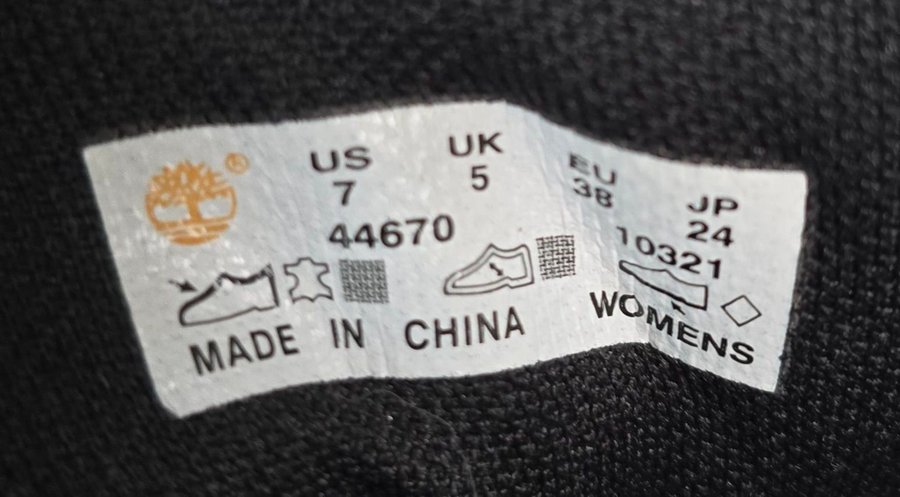 US UK EU JP
7 5 38 24
44670 10321
MADE IN CHINA WOMENS